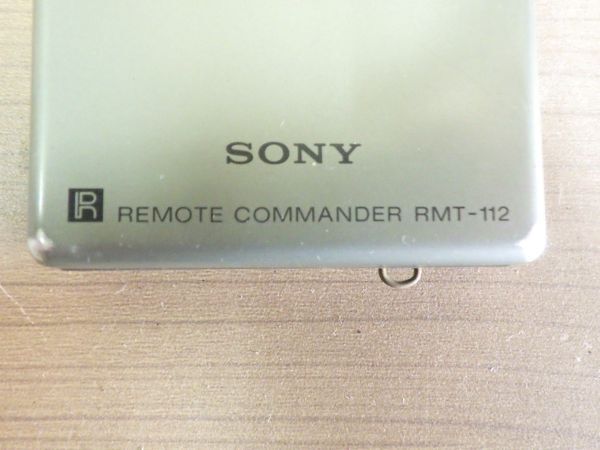 SONY
R REMOTE COMMANDER RMT-112